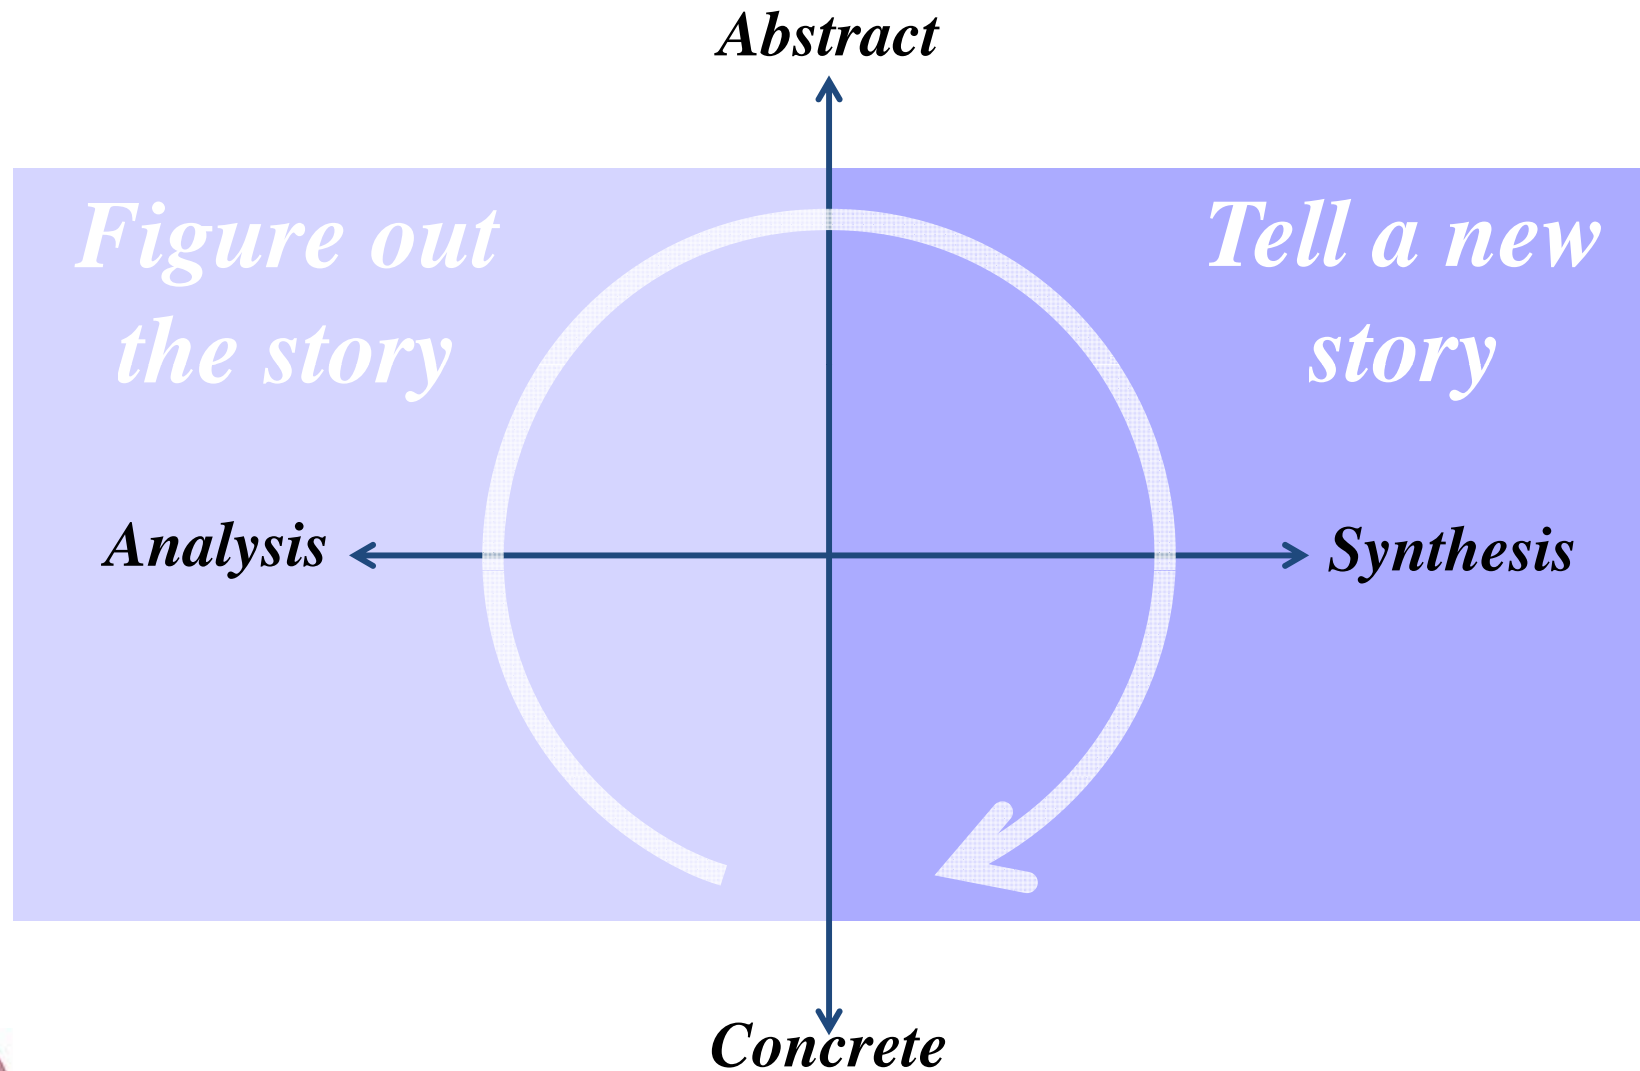 Abstract
Figure out
the story
Tell a new
story
Analysis
Synthesis
Concrete